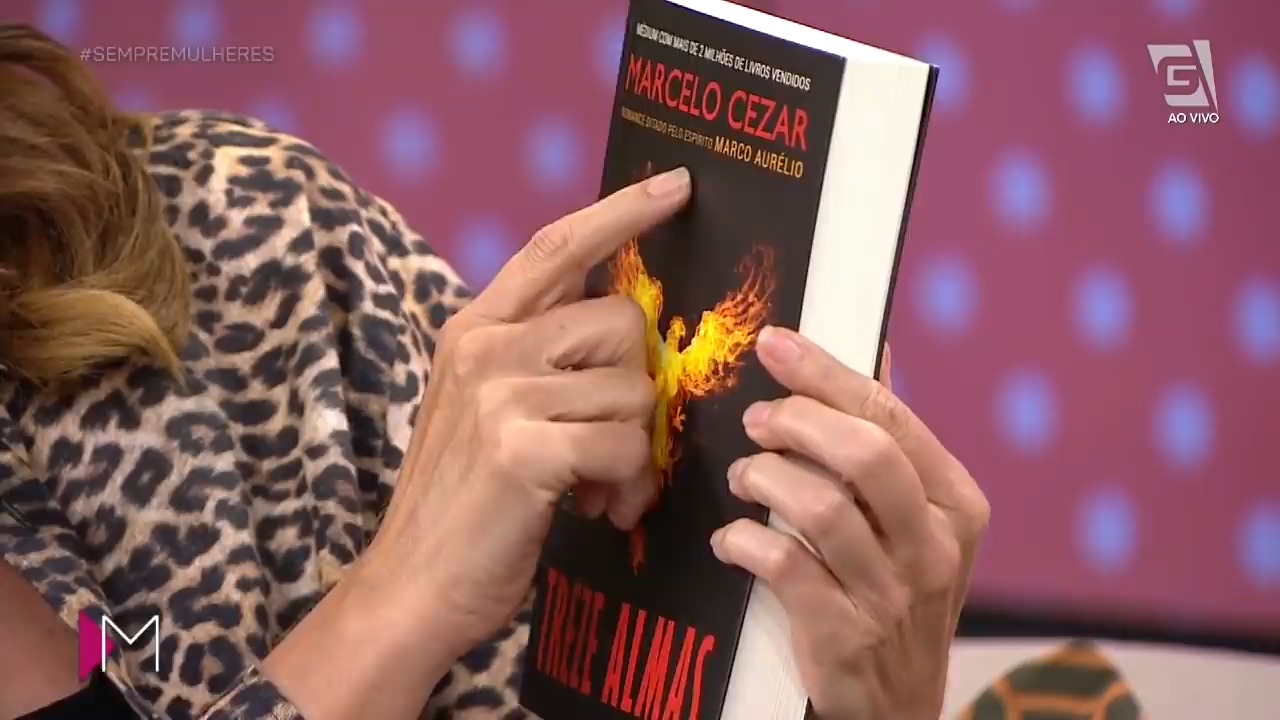 #SEMPREMULHERES
G
AO VIVO
MÉDIUM COM MAIS DE 2 MILHÕES DE LIVROS VENDIDOS
MARCELO CEZAR
ROMANCE DITADO PELO ESPÍRITO MARCO AURÉLIO
TREZE ALMAS
M